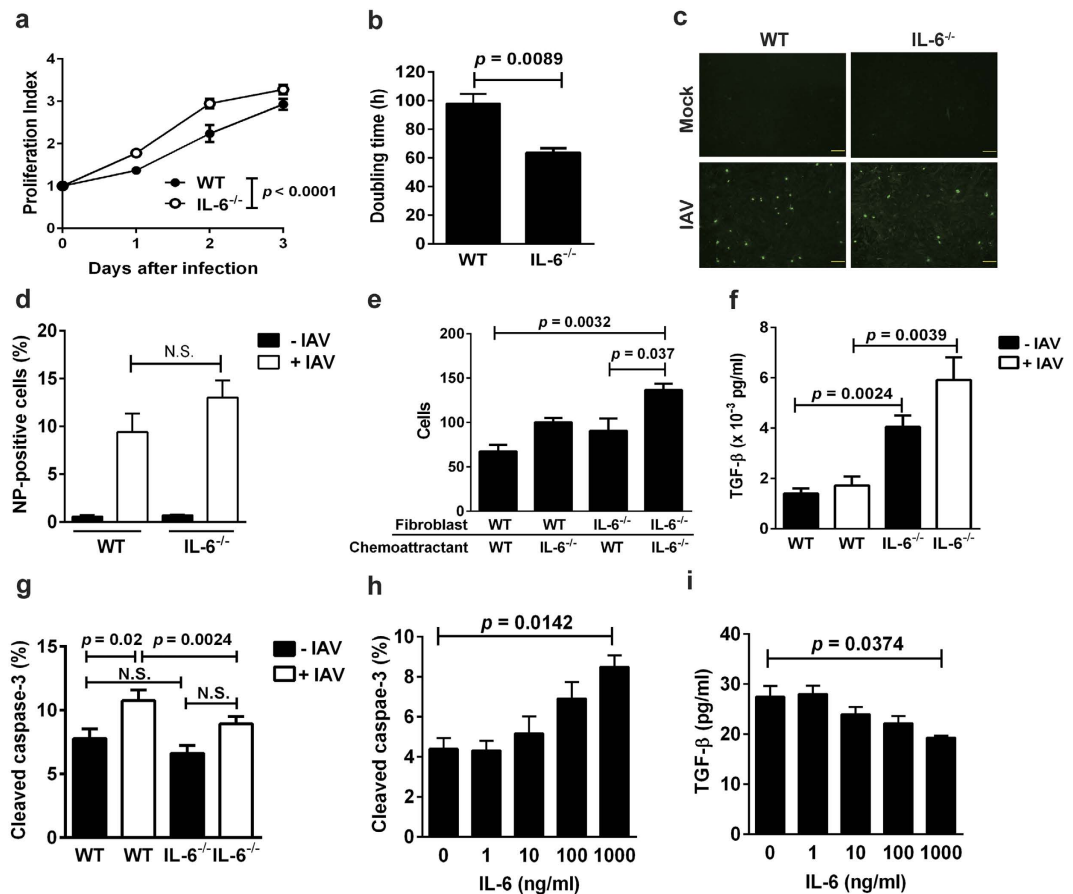 a
Proliferation Index
4
3
2
1
0
WT
IL-6-/-
p < 0.0001
0 1 2 3
Days after infection
b
p = 0.0089
Doubling time (h)
120
100
80
60
40
20
0
WT IL-6-/-
c
WT IL-6-/-
Mock
IAV
d
NP-positive cells (%)
20
15
10
5
0
N.S.
- IAV
+ IAV
WT IL-6-/-
e
Cells
200
150
100
50
0
p = 0.0032
p = 0.037
Fibroblast WT WT IL-6-/- IL-6-/-
Chemoattractant WT IL-6-/- WT IL-6-/-
f
TGF-β (x 10-3 pg/ml)
8
6
4
2
0
p = 0.0039
p = 0.0024
- IAV
+ IAV
WT WT IL-6-/- IL-6-/-
g
Cleaved caspase-3 (%)
15
10
5
0
p = 0.02 p = 0.0024
N.S.
N.S.
- IAV
+ IAV
WT WT IL-6-/- IL-6-/-
h
Cleaved caspae-3 (%)
10
8
6
4
2
0
p = 0.0142
0 1 10 100 1000
IL-6 (ng/ml)
i
TGF-β (pg/ml)
40
30
20
10
0
p = 0.0374
0 1 10 100 1000
IL-6 (ng/ml)